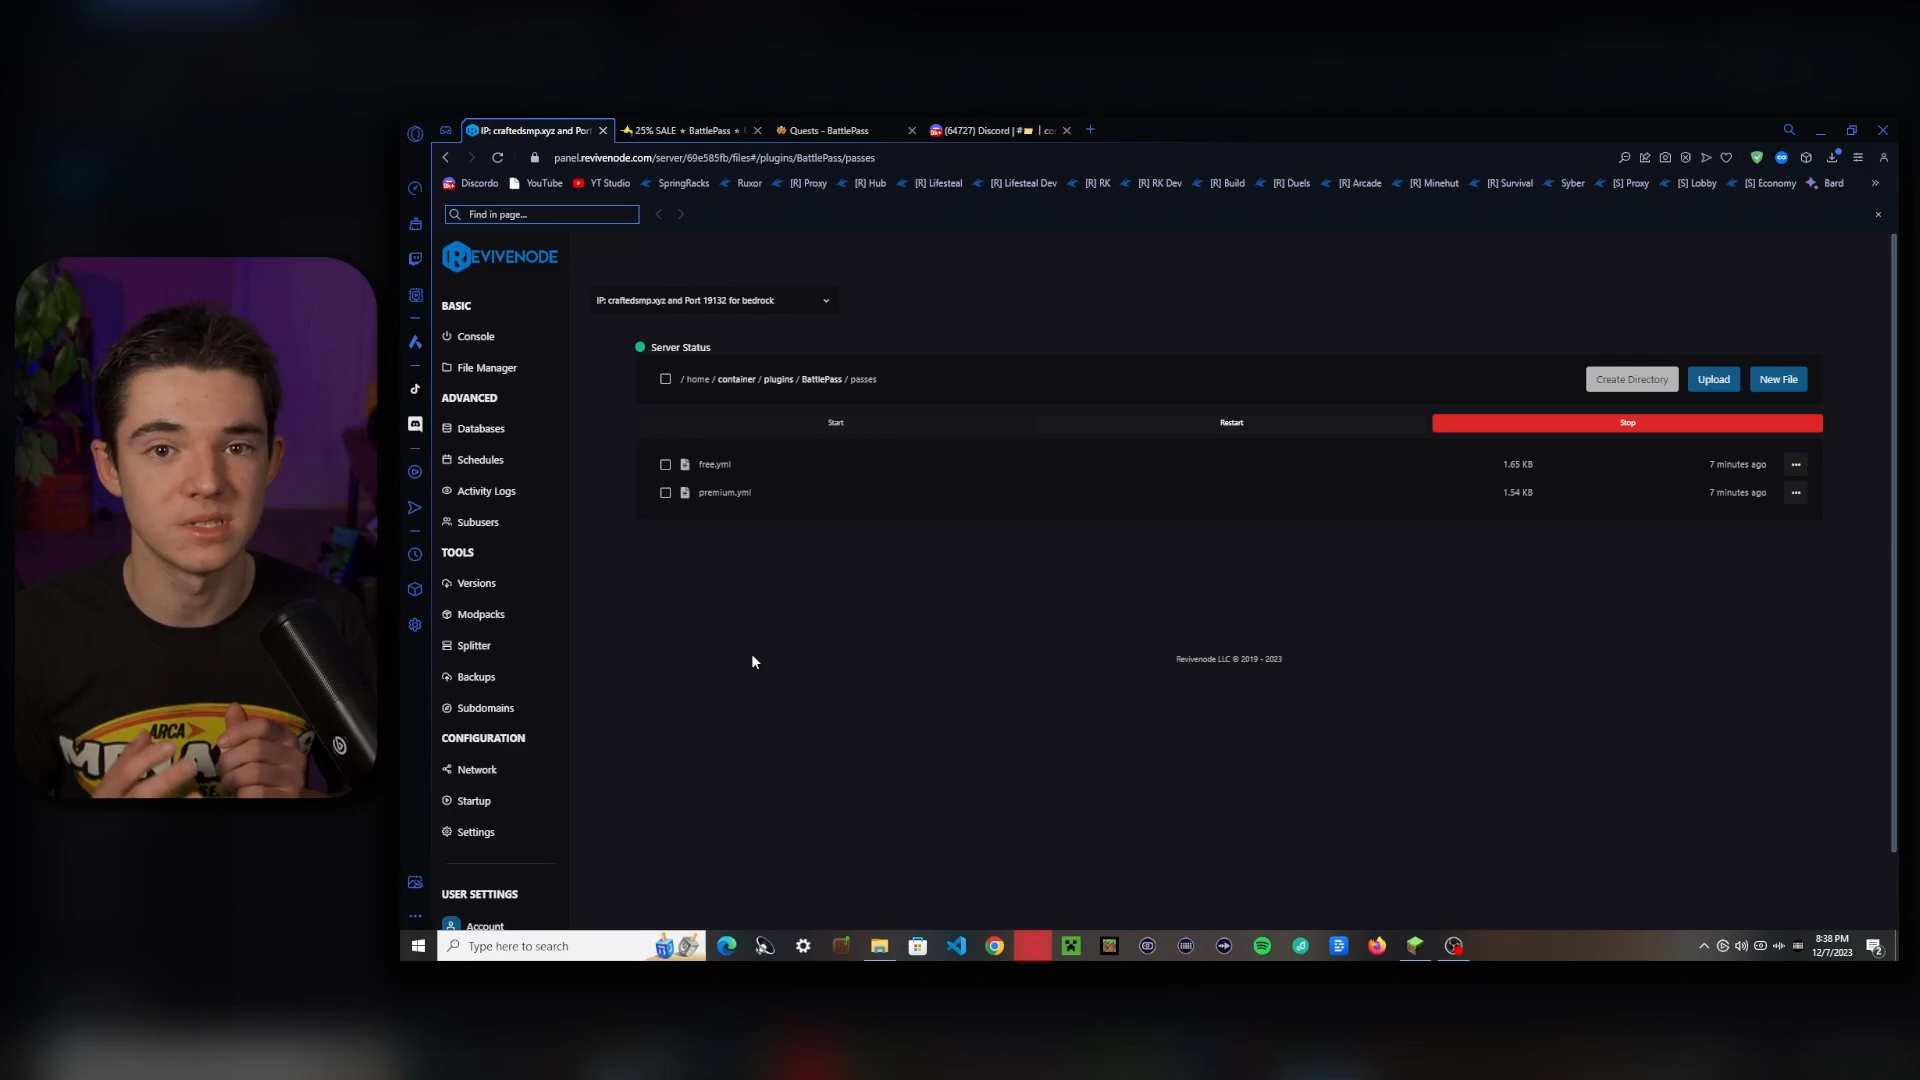 IP: craftedsmp.xyz and Port
25% SALE ★ BattlePass ★
Quests - BattlePass
(64727) Discord | #
panel.revivenode.com/server/69e585fb/files#/plugins/BattlePass/passes
Discordo YouTube YT Studio SpringRacks Ruxor [R] Proxy [R] Hub [R] Lifesteal [R] Lifesteal Dev [R] RK [R] RK Dev [R] Build [R] Duels [R] Arcade [R] Minehut [R] Survival Syber [S] Proxy [S] Lobby [S] Economy Bard
Find in page...
REVIVENODE
BASIC
Console
File Manager
ADVANCED
Databases
Schedules
Activity Logs
Subusers
TOOLS
Versions
Modpacks
Splitter
Backups
Subdomains
CONFIGURATION
Network
Startup
Settings
USER SETTINGS
Account
IP: craftedsmp.xyz and Port 19132 for bedrock
Server Status
/ home / container / plugins / BattlePass / passes
Create Directory Upload New File
Start Restart Stop
free.yml 1.65 KB 7 minutes ago
premium.yml 1.54 KB 7 minutes ago
Revivenode LLC © 2019 - 2023
ARCA
Type here to search
8:38 PM
12/7/2023
2